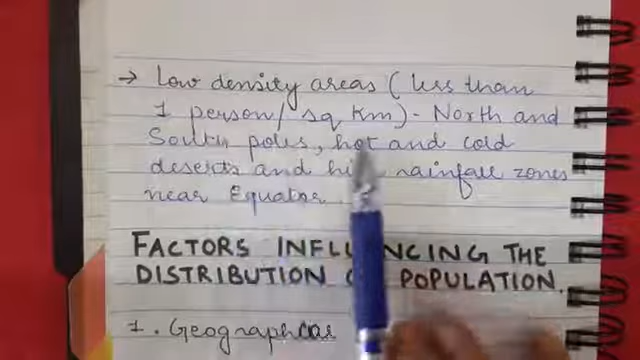 → Low density areas (less than
1 person/sq Km) - North and
South poles, hot and cold
deserts and rainfall zones
near Equator.
FACTORS INFLUENCING THE
DISTRIBUTION POPULATION.
1. Geographical